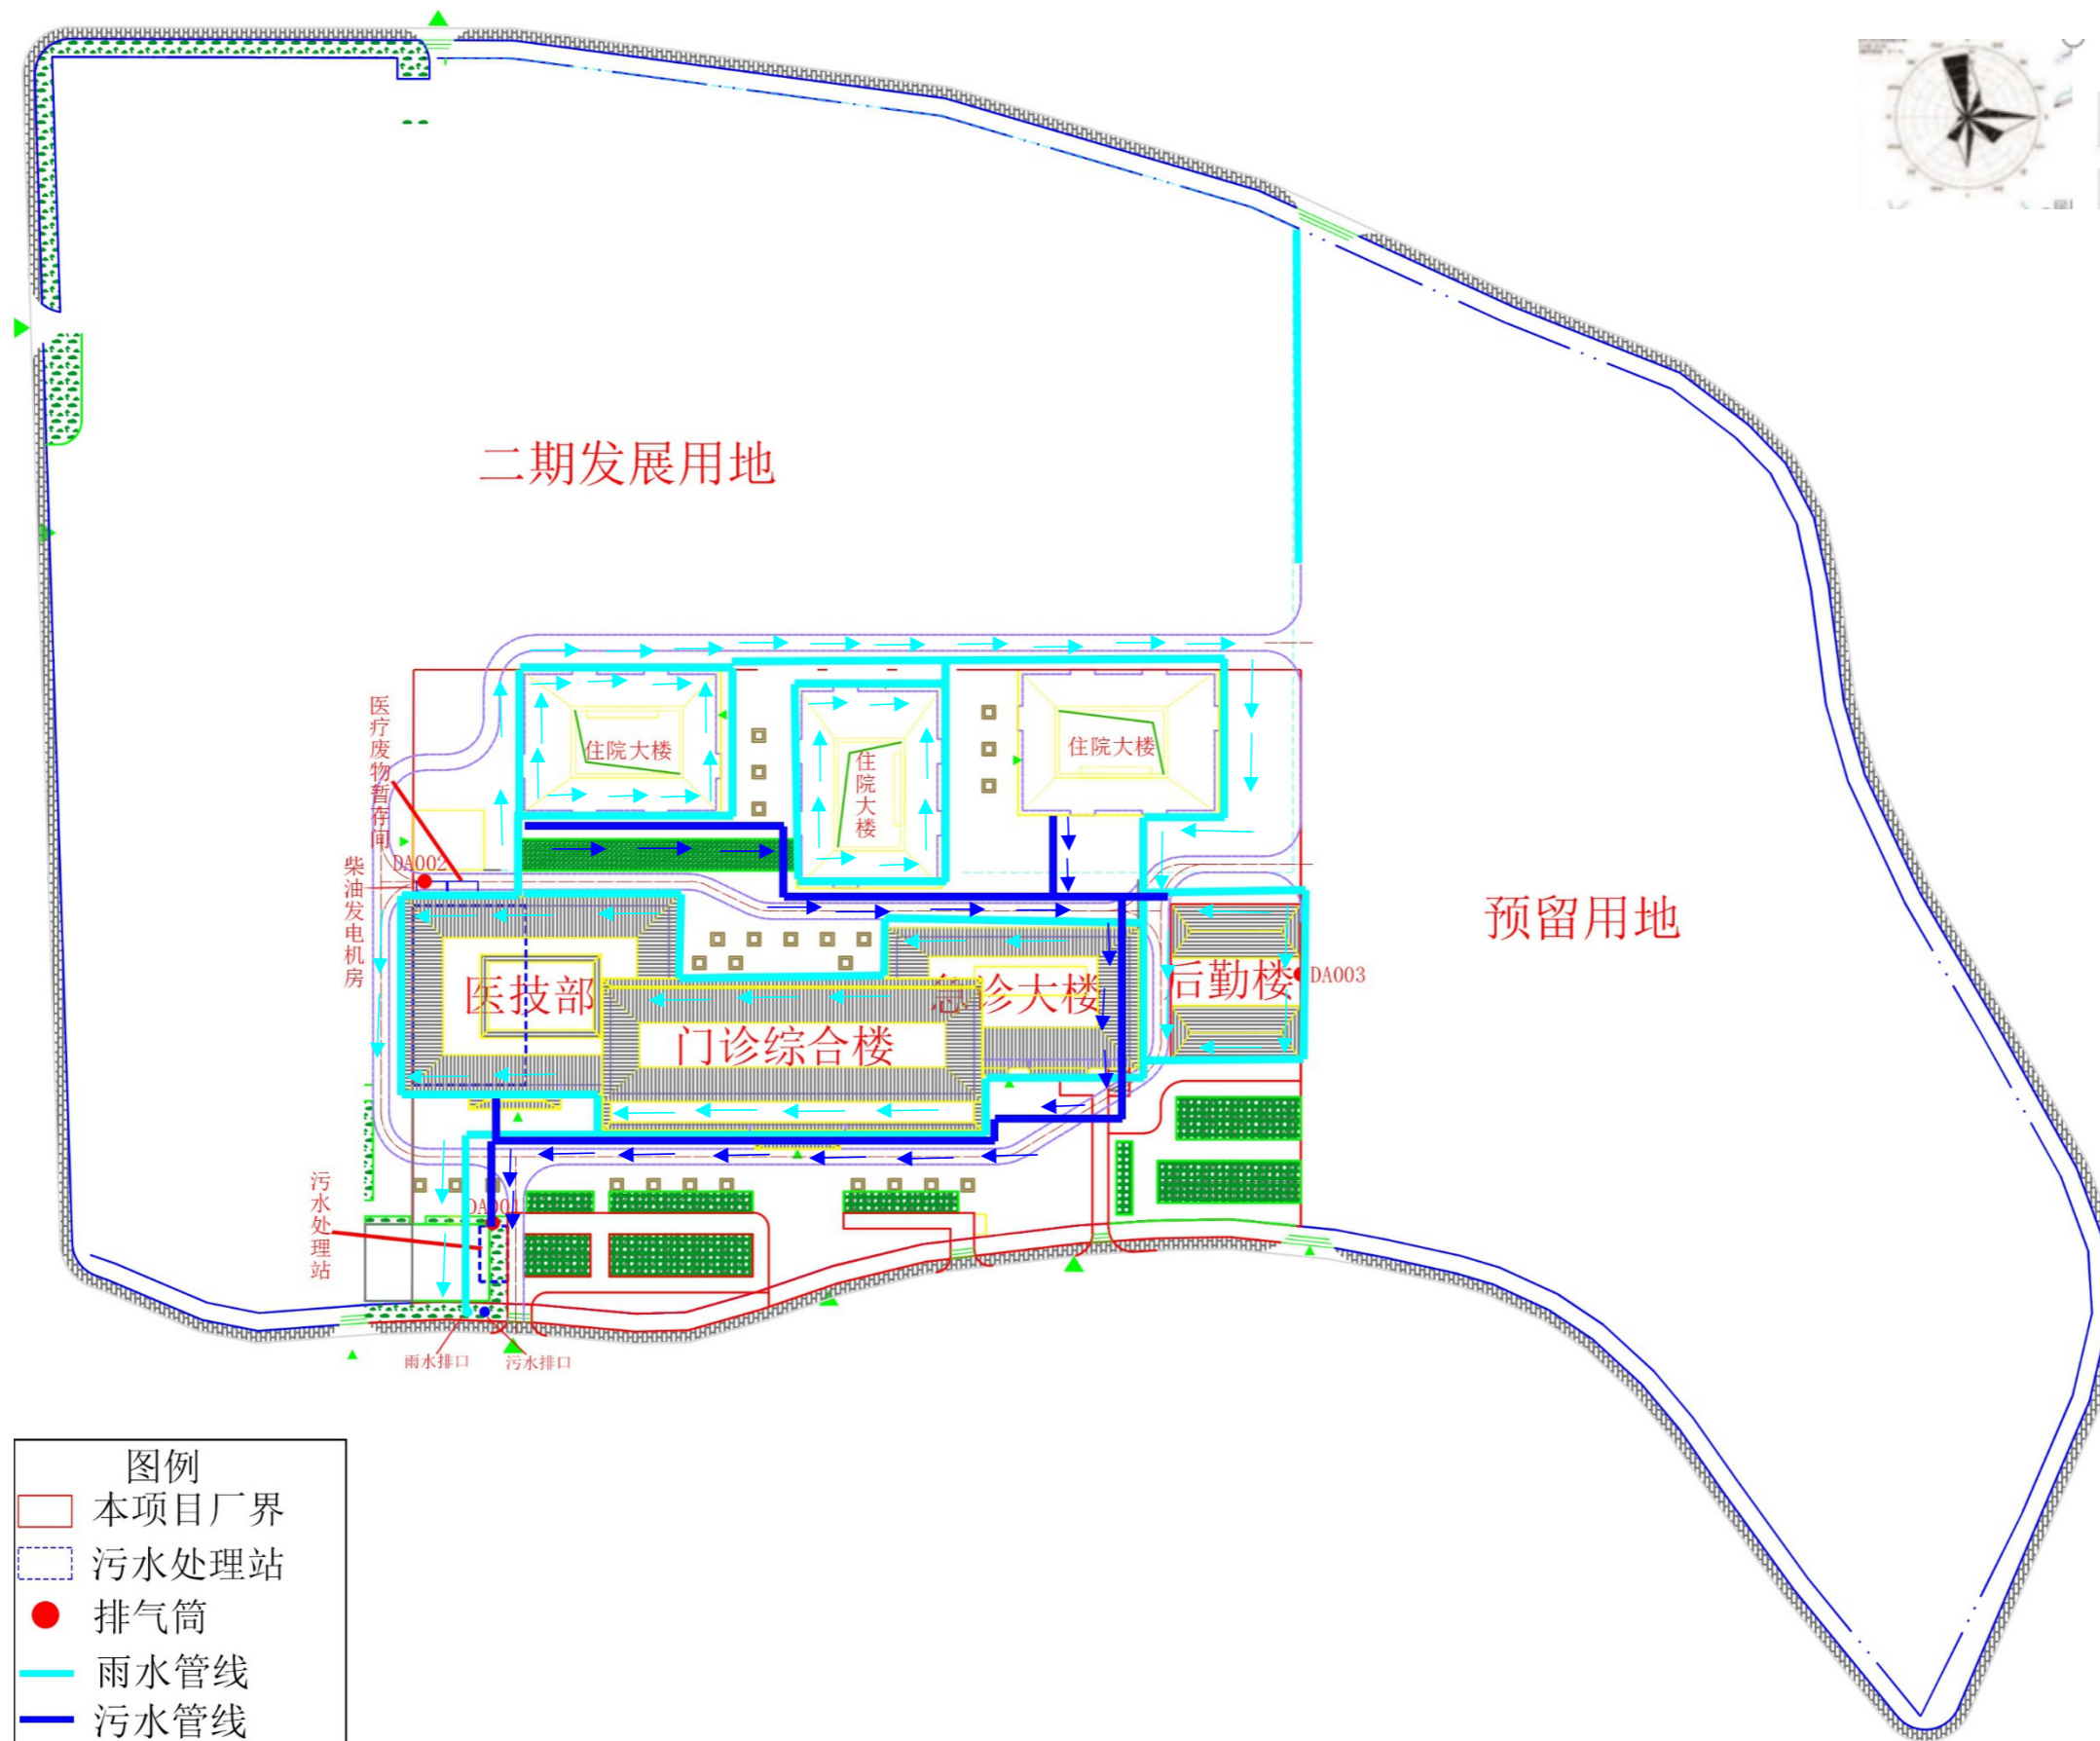 二期发展用地
医疗废物暂存间
住院大楼
住院大楼
住院大楼
柴油发电机房
DA002
预留用地
医技部
急诊大楼
后勤楼
DA003
门诊综合楼
污水处理站
DA001
雨水排口
污水排口
图例
本项目厂界
污水处理站
排气筒
雨水管线
污水管线